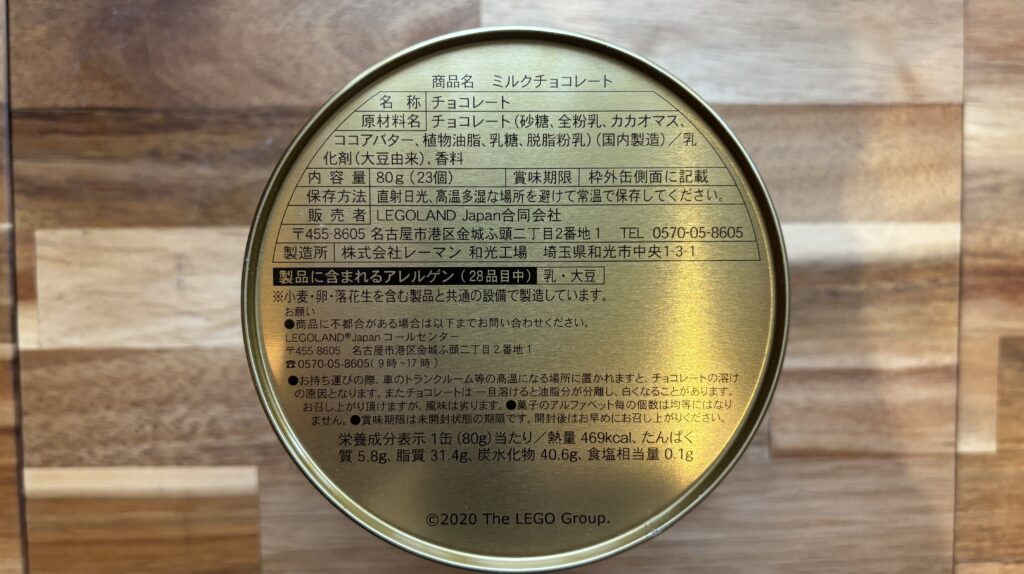 商品名 ミルクチョコレート
名称 チョコレート
原材料名 チョコレート(砂糖、全粉乳、カカオマス、
ココアバター、植物油脂、乳糖、脱脂粉乳)(国内製造)／乳
化剤(大豆由来)、香料
内容量 80g(23個) 賞味期限 枠外缶側面に記載
保存方法 直射日光、高温多湿な場所を避けて常温で保存してください。
販売者 LEGOLAND Japan合同会社
〒455-8605 名古屋市港区金城ふ頭二丁目2番地1 TEL 0570-05-8605
製造所 株式会社レーマン 和光工場 埼玉県和光市中央1-3-1
製品に含まれるアレルゲン(28品目中) 乳・大豆
※小麦・卵・落花生を含む製品と共通の設備で製造しています。
お願い
●商品に不都合がある場合は以下までお問い合わせください。
LEGOLAND®Japan コールセンター
〒455-8605 名古屋市港区金城ふ頭二丁目2番地1
☎0570-05-8605(9時~17時)
●お持ち運びの際、車のトランクルーム等の高温になる場所に置かれますと、チョコレートの溶け
の原因となります。またチョコレートは一旦溶けると油脂分が分離し、白くなることがあります。
お召し上がり頂けますが、風味は劣ります。●菓子のアルファベット毎の個数は均等にはなり
ません。●賞味期限は未開封状態の期限です。開封後はお早めにお召し上がりください。
栄養成分表示 1缶(80g)当たり／熱量 469kcal、たんぱく
質 5.8g、脂質 31.4g、炭水化物 40.6g、食塩相当量 0.1g
©2020 The LEGO Group.